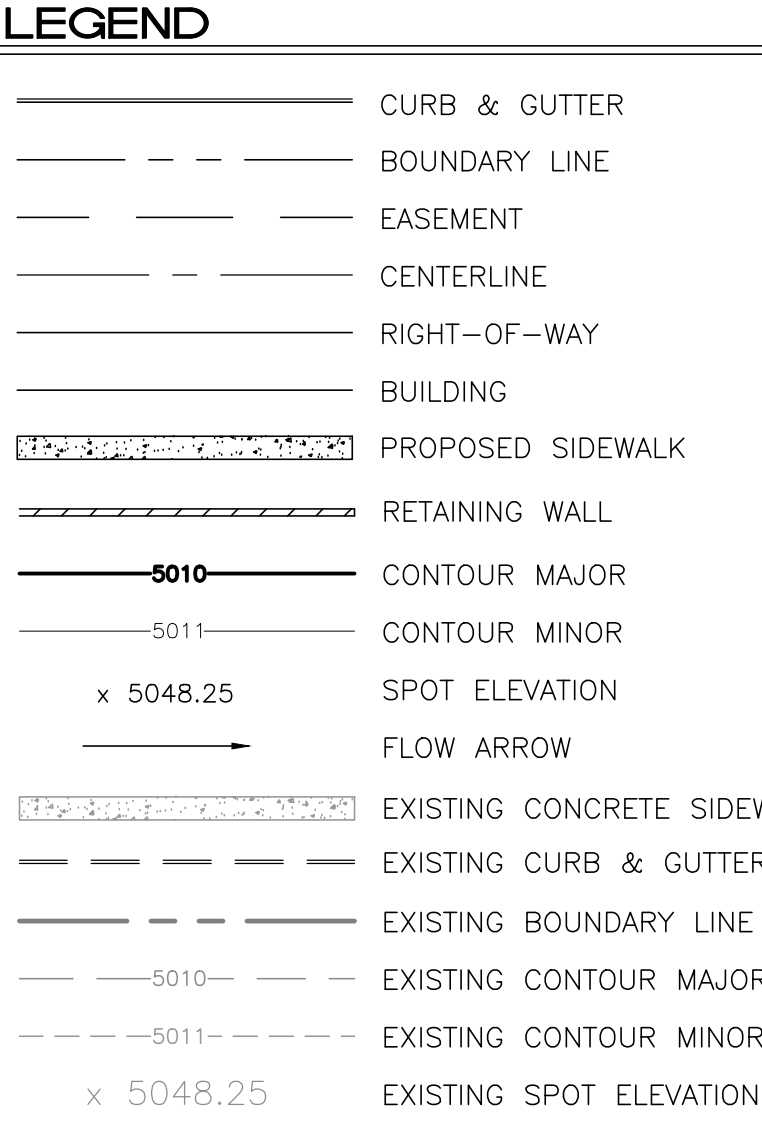 LEGEND
CURB & GUTTER
BOUNDARY LINE
EASEMENT
CENTERLINE
RIGHT-OF-WAY
BUILDING
PROPOSED SIDEWALK
RETAINING WALL
5010 CONTOUR MAJOR
5011 CONTOUR MINOR
x 5048.25 SPOT ELEVATION
FLOW ARROW
EXISTING CONCRETE
EXISTING CURB & GUTTER
EXISTING BOUNDARY LINE
5010 EXISTING CONTOUR MAJOR
5011 EXISTING CONTOUR MINOR
x 5048.25 EXISTING SPOT ELEVATION